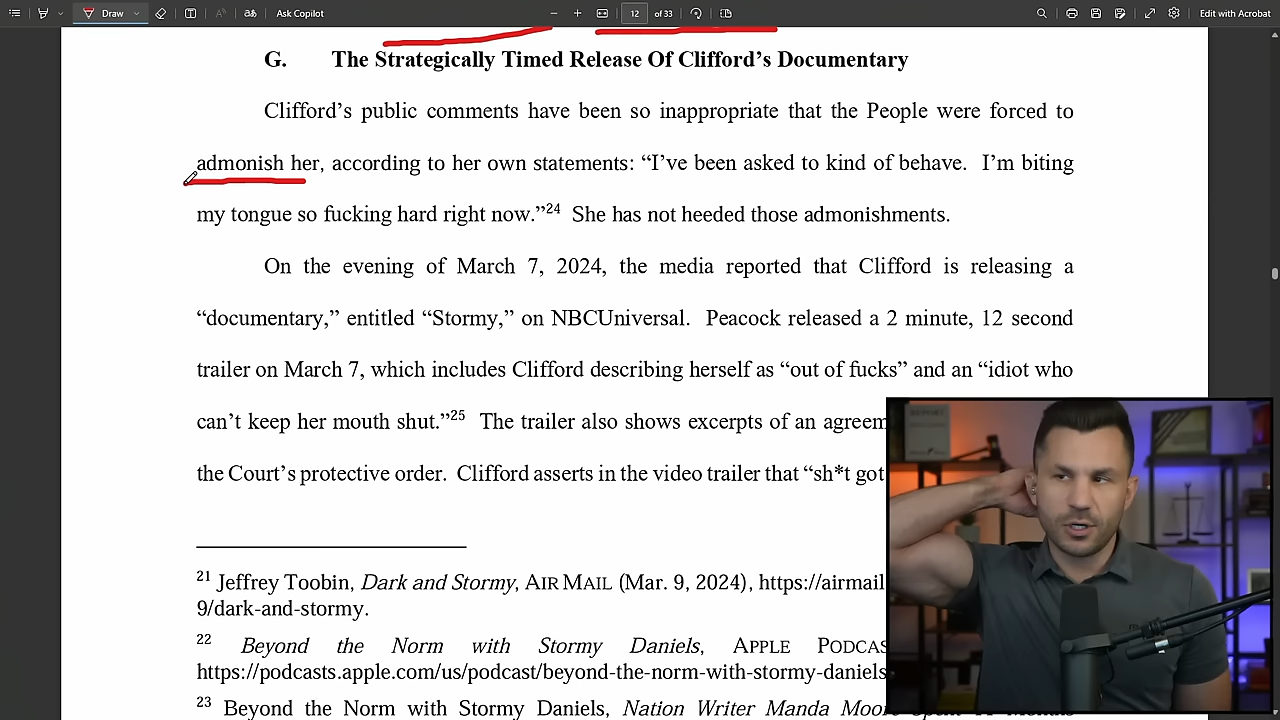 Draw
Ask Copilot
12 of 33
Edit with Acrobat
G. The Strategically Timed Release Of Clifford’s Documentary
Clifford’s public comments have been so inappropriate that the People were forced to
admonish her, according to her own statements: “I’ve been asked to kind of behave. I’m biting
my tongue so fucking hard right now.”24 She has not heeded those admonishments.
On the evening of March 7, 2024, the media reported that Clifford is releasing a
“documentary,” entitled “Stormy,” on NBCUniversal. Peacock released a 2 minute, 12 second
trailer on March 7, which includes Clifford describing herself as “out of fucks” and an “idiot who
can’t keep her mouth shut.”25 The trailer also shows excerpts of an
the Court’s protective order. Clifford asserts in the video trailer that “sh*t got
21 Jeffrey Toobin, Dark and Stormy, AIR MAIL (Mar. 9, 2024), https://airmail
9/dark-and-stormy.
22 Beyond the Norm with Stormy Daniels, APPLE
https://podcasts.apple.com/us/podcast/beyond-the-norm-with-stormy-daniels
23 Beyond the Norm with Stormy Daniels, Nation Writer Manda